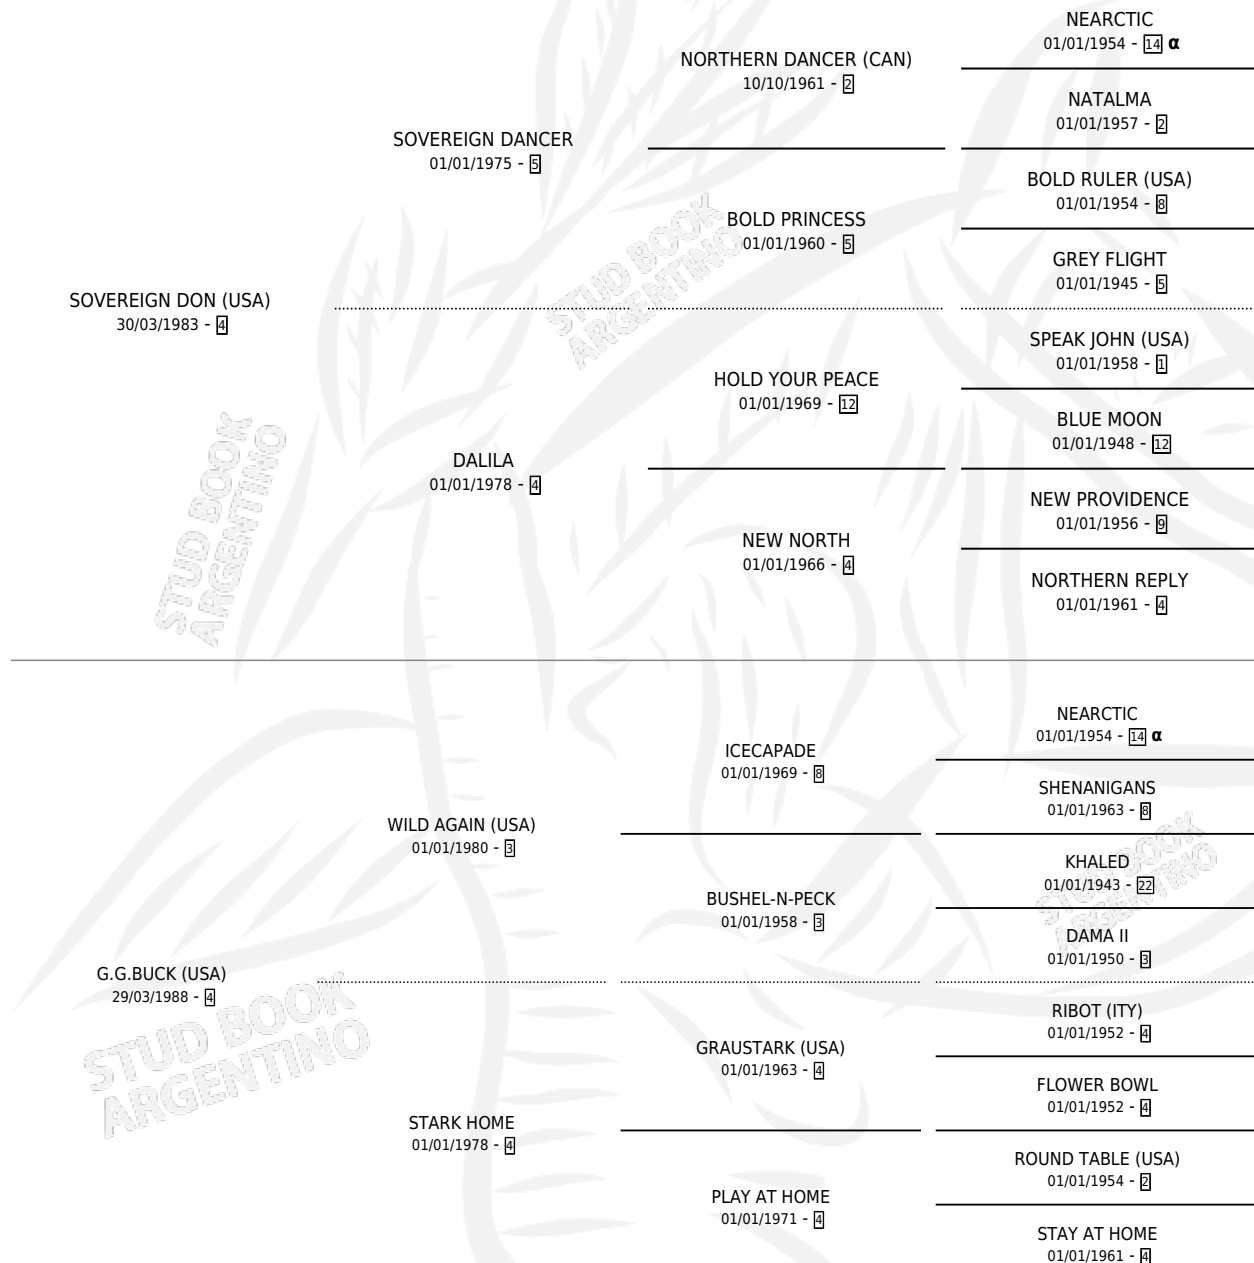 NEARCTIC
01/01/1954 - 14 α
NORTHERN DANCER (CAN)
10/10/1961 - 2
NATALMA
01/01/1957 - 2
SOVEREIGN DANCER
01/01/1975 - 5
BOLD RULER (USA)
01/01/1954 - 8
BOLD PRINCESS
01/01/1960 - 5
GREY FLIGHT
01/01/1945 - 5
SOVEREIGN DON (USA)
30/03/1983 - 4
STUD BOOK
ARGENTINO
SPEAK JOHN (USA)
01/01/1958 - 1
HOLD YOUR PEACE
01/01/1969 - 12
BLUE MOON
01/01/1948 - 12
DALILA
01/01/1978 - 4
NEW PROVIDENCE
01/01/1956 - 9
NEW NORTH
01/01/1966 - 4
NORTHERN REPLY
01/01/1961 - 4
STUD BOOK
ARGENTINO
NEARCTIC
01/01/1954 - 14 α
ICECAPADE
01/01/1969 - 8
SHENANIGANS
01/01/1963 - 8
WILD AGAIN (USA)
01/01/1980 - 3
KHALED
01/01/1943 - 22
BUSHEL-N-PECK
01/01/1958 - 3
STUD BOOK
ARGENTINO
DAMA II
01/01/1950 - 3
G.G.BUCK (USA)
29/03/1988 - 4
STUD BOOK
ARGENTINO
RIBOT (ITY)
01/01/1952 - 4
GRAUSTARK (USA)
01/01/1963 - 4
FLOWER BOWL
01/01/1952 - 4
STARK HOME
01/01/1978 - 4
ROUND TABLE (USA)
01/01/1954 - 2
PLAY AT HOME
01/01/1971 - 4
STAY AT HOME
01/01/1961 - 4